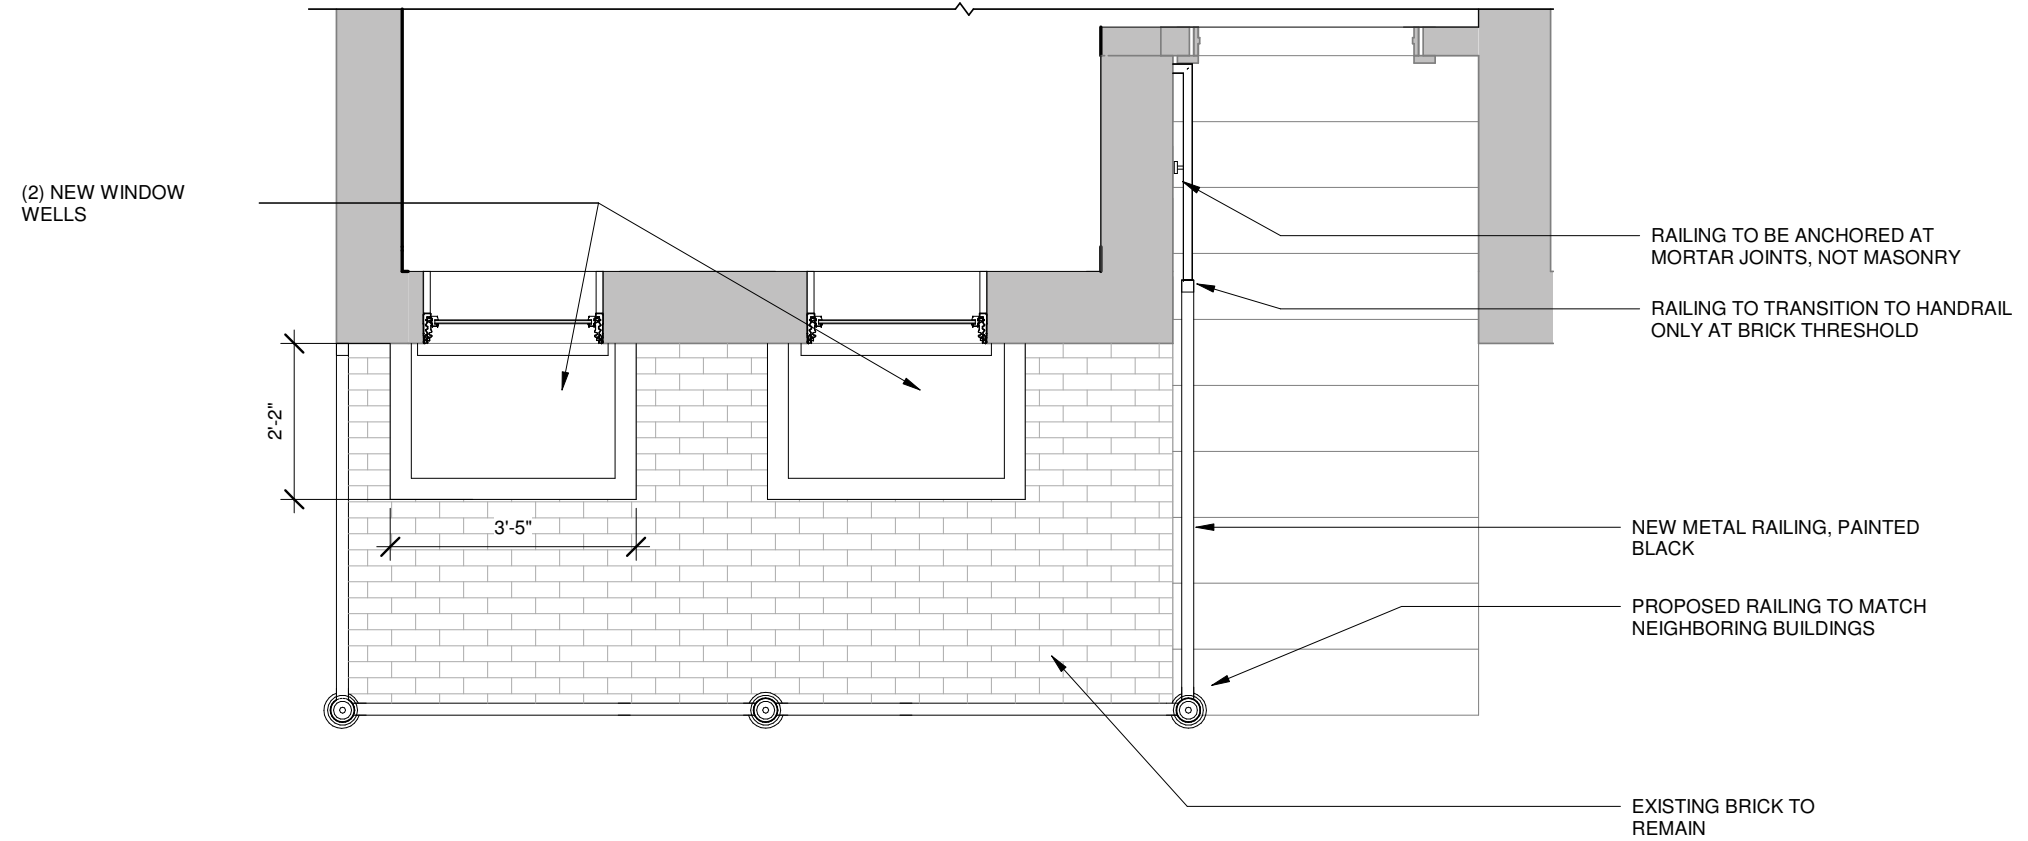 (2) NEW WINDOW
WELLS
RAILING TO BE ANCHORED AT
MORTAR JOINTS, NOT MASONRY
RAILING TO TRANSITION TO HANDRAIL
ONLY AT BRICK THRESHOLD
2'-2"
3'-5"
NEW METAL RAILING, PAINTED
BLACK
PROPOSED RAILING TO MATCH
NEIGHBORING BUILDINGS
EXISTING BRICK TO
REMAIN